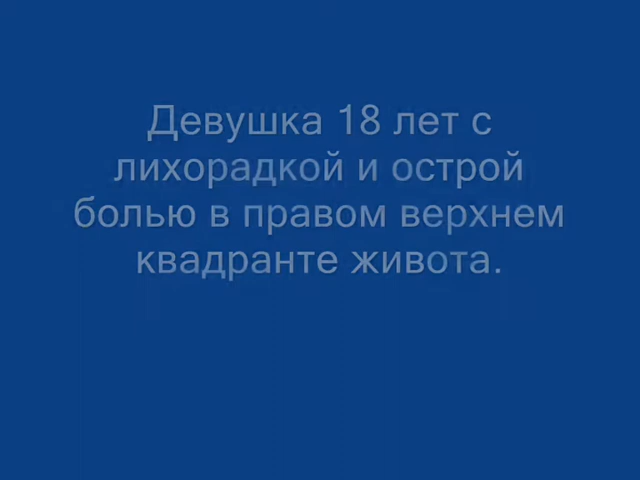 Девушка 18 лет с
лихорадкой и острой
болью в правом верхнем
квадранте живота.